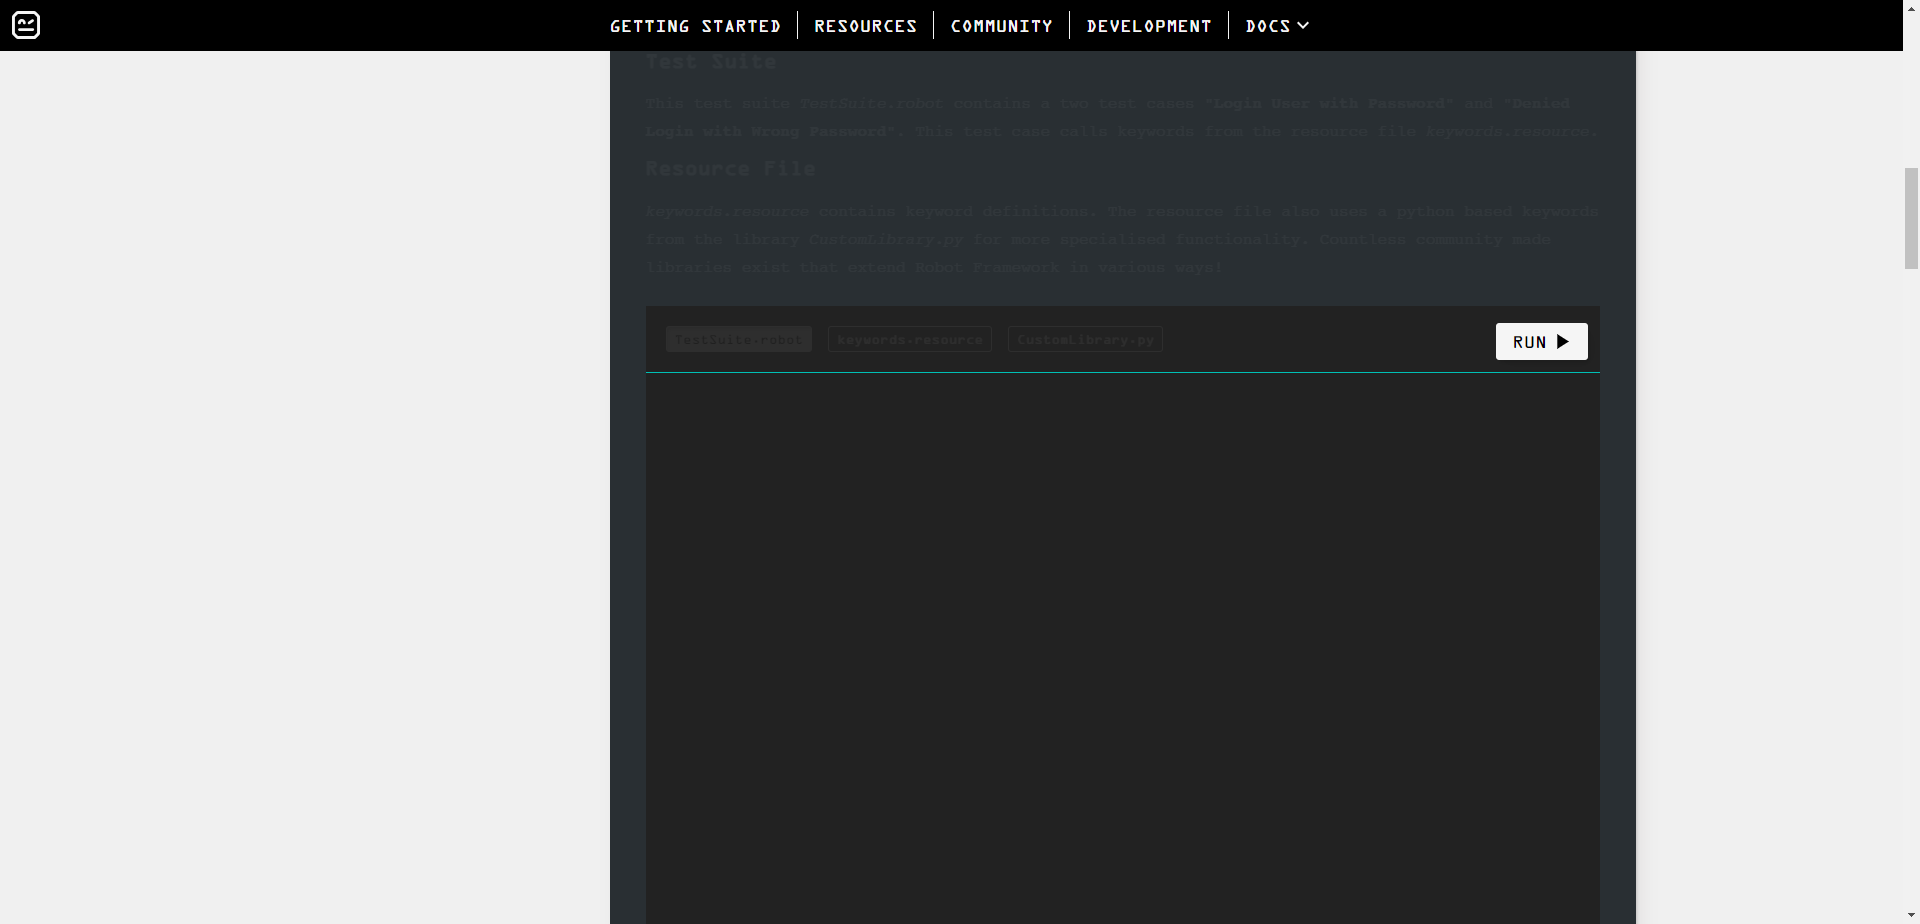 GETTING STARTED
RESOURCES
COMMUNITY
DEVELOPMENT
DOCS
Test Suite
This test suite TestSuite.robot contains a two test cases "Login User with Password" and "Denied
Login with Wrong Password". This test case calls keywords from the resource file keywords.resource.
Resource File
keywords.resource contains keyword definitions. The resource file also uses a python based keywords
from the library CustomLibrary.py for more specialised functionality. Countless community made
libraries exist that extend Robot Framework in various ways!
TestSuite.robot
keywords.resource
CustomLibrary.py
RUN